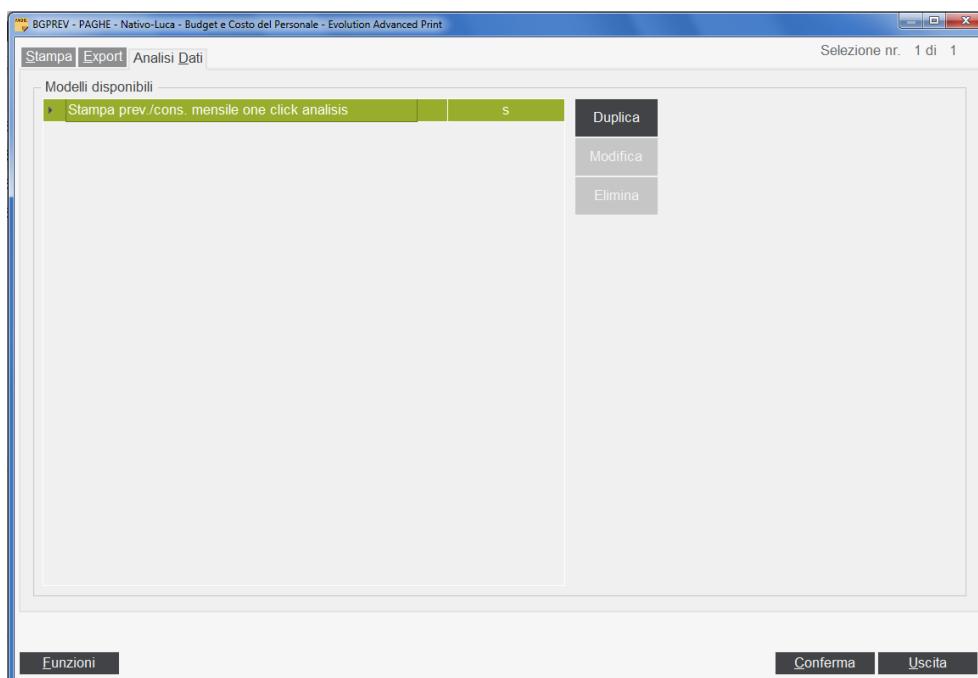 BGPREV - PAGHE - Nativo-Luca - Budget e Costo del Personale - Evolution Advanced Print
Stampa Export Analisi Dati
Selezione nr. 1 di 1
Modelli disponibili
Stampa prev./cons. mensile one click analisis s
Duplica
Modifica
Elimina
Funzioni
Conferma Uscita